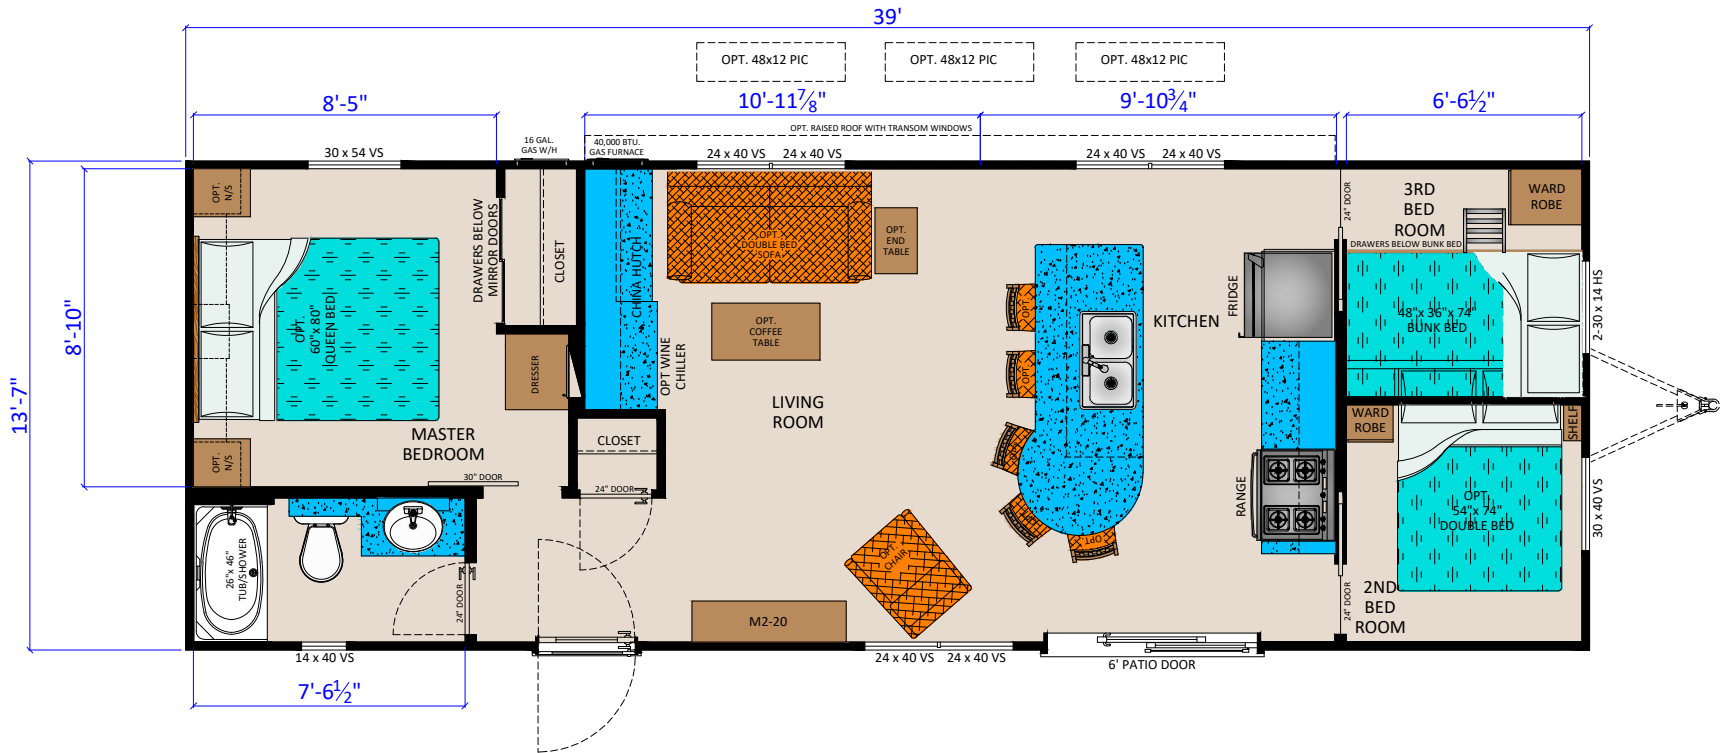 39'
OPT. 48x12 PIC
OPT. 48x12 PIC
OPT. 48x12 PIC
8'-5"
10'-11⅞"
9'-10¾"
6'-6½"
OPT. RAISED ROOF WITH TRANSOM WINDOWS
16 GAL.
GAS W/H
40,000 BTU.
GAS FURNACE
30 x 54 VS
24 x 40 VS
24 x 40 VS
24 x 40 VS
24 x 40 VS
13'-7"
8'-10"
OPT.
N/S
OPT.
60"x 80"
QUEEN BED
OPT.
N/S
MASTER
BEDROOM
30" DOOR
DRAWERS BELOW
MIRROR DOORS
CLOSET
DRESSER
CHINA HUTCH
OPT WINE
CHILLER
CLOSET
24" DOOR
OPT.
DOUBLE BED
SOFA
OPT.
END
TABLE
OPT.
COFFEE
TABLE
LIVING
ROOM
OPT.
OPT.
OPT.
OPT.
CHAIR
M2-20
KITCHEN
FRIDGE
RANGE
24" DOOR
3RD
BED
ROOM
WARD
ROBE
DRAWERS BELOW BUNK BED
48"x 36"x 74"
BUNK BED
2-30 x 14 HS
WARD
ROBE
SHELF
OPT.
54"x 74"
DOUBLE BED
30 x 40 VS
2ND
BED
ROOM
24" DOOR
26"x 46"
TUB/SHOWER
24" DOOR
14 x 40 VS
24 x 40 VS
24 x 40 VS
6' PATIO DOOR
7'-6½"